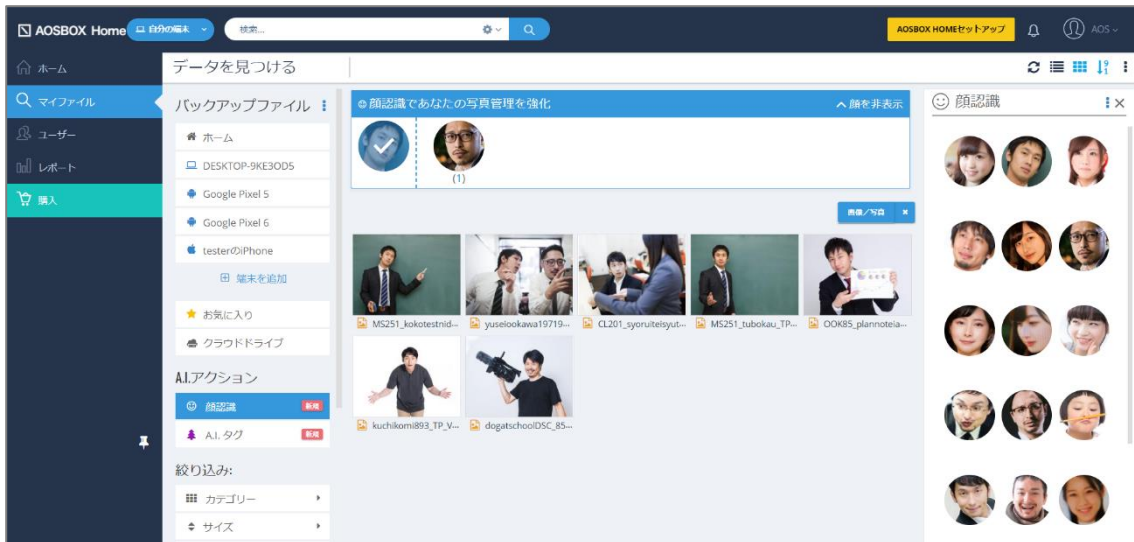 AOSBOX Home
自分の端末
検索...
AOSBOX HOMEセットアップ
AOS
ホーム
マイファイル
ユーザー
レポート
購入
データを見つける
バックアップファイル
ホーム
DESKTOP-9KE3OD5
Google Pixel 5
Google Pixel 6
testerのiPhone
端末を追加
お気に入り
クラウドドライブ
A.I.アクション
顔認識
新規
A.I. タグ
新規
絞り込み:
カテゴリー
サイズ
顔認識であなたの写真管理を強化
顔を非表示
(1)
画像／写真
MS251_kokotestnid...
yuseiookawa19719...
CL201_syoruiteisyut...
MS251_tubokau_TP...
OOK85_plannoteia...
kuchikomi893_TP_V...
dogatschoolDSC_85...
顔認識